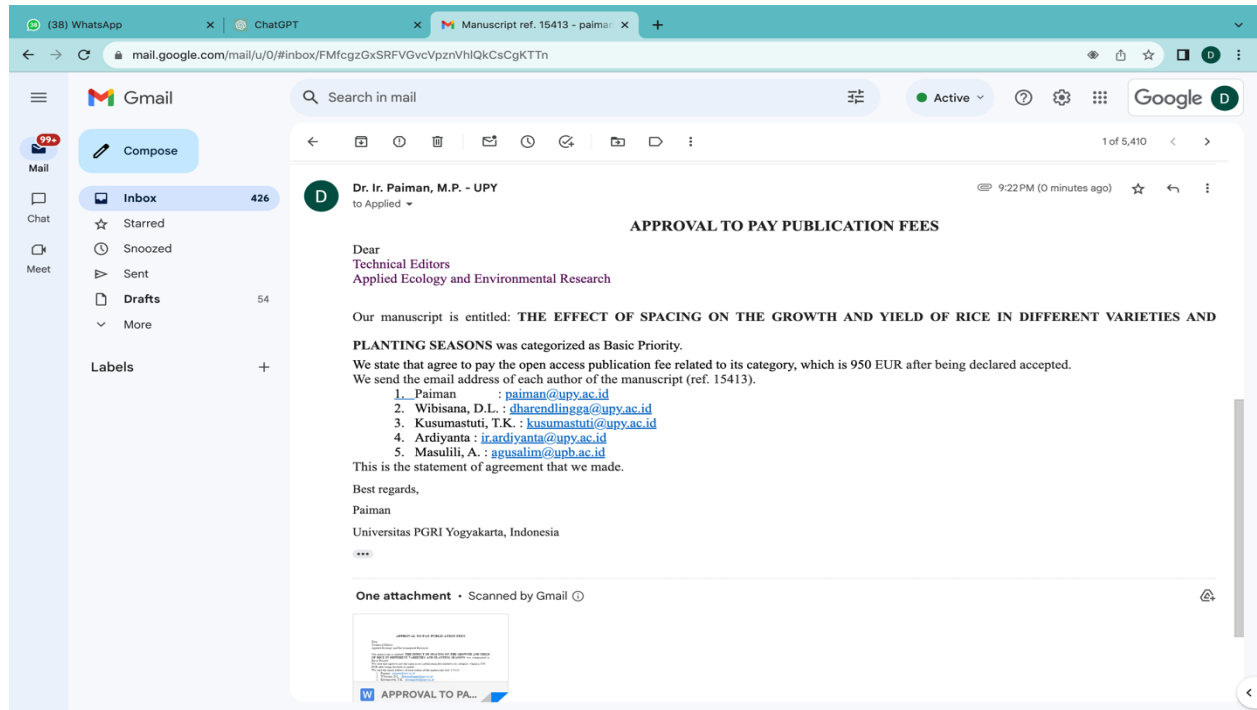 (38) WhatsApp
ChatGPT
Manuscript ref. 15413 - paiman
mail.google.com/mail/u/0/#inbox/FMfcgzGxSRFVGvcVpznVhlQkCsCgKTTn
D
Gmail
Search in mail
Active
Google D
99+
Mail
Chat
Meet
Compose
Inbox 426
Starred
Snoozed
Sent
Drafts 54
More
Labels
1 of 5,410
D
Dr. Ir. Paiman, M.P. - UPY
9:22 PM (0 minutes ago)
to Applied
APPROVAL TO PAY PUBLICATION FEES
Dear
Technical Editors
Applied Ecology and Environmental Research
Our manuscript is entitled: THE EFFECT OF SPACING ON THE GROWTH AND YIELD OF RICE IN DIFFERENT VARIETIES AND
PLANTING SEASONS was categorized as Basic Priority.
We state that agree to pay the open access publication fee related to its category, which is 950 EUR after being declared accepted.
We send the email address of each author of the manuscript (ref. 15413).
1. Paiman : paiman@upy.ac.id
2. Wibisana, D.L. : dharendlingga@upy.ac.id
3. Kusumastuti, T.K. : kusumastuti@upy.ac.id
4. Ardiyanta : ir.ardiyanta@upy.ac.id
5. Masulili, A. : agusalim@upb.ac.id
This is the statement of agreement that we made.
Best regards,
Paiman
Universitas PGRI Yogyakarta, Indonesia
One attachment • Scanned by Gmail
APPROVAL TO PAY PUBLICATION FEES
W APPROVAL TO PA...